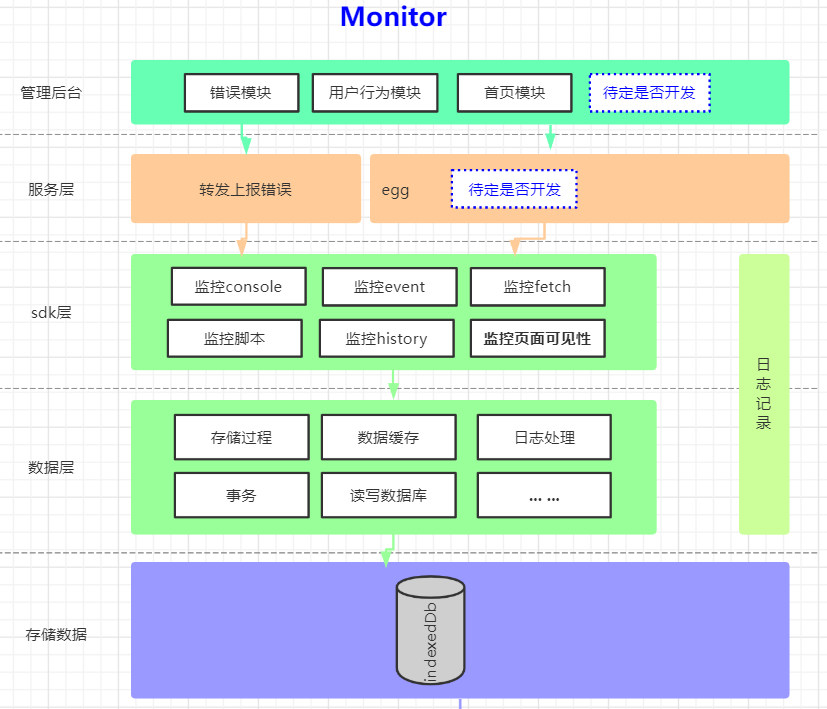 Monitor
管理后台
错误模块
用户行为模块
首页模块
待定是否开发
服务层
转发上报错误
egg
待定是否开发
sdk层
监控console
监控event
监控fetch
监控脚本
监控history
监控页面可见性
日志记录
数据层
存储过程
数据缓存
日志处理
事务
读写数据库
... ...
存储数据
indexedDb